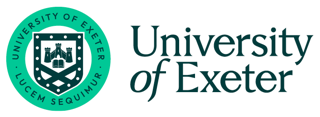 UNIVERSITY OF EXETER
LUCEM SEQUIMUR
University
of Exeter